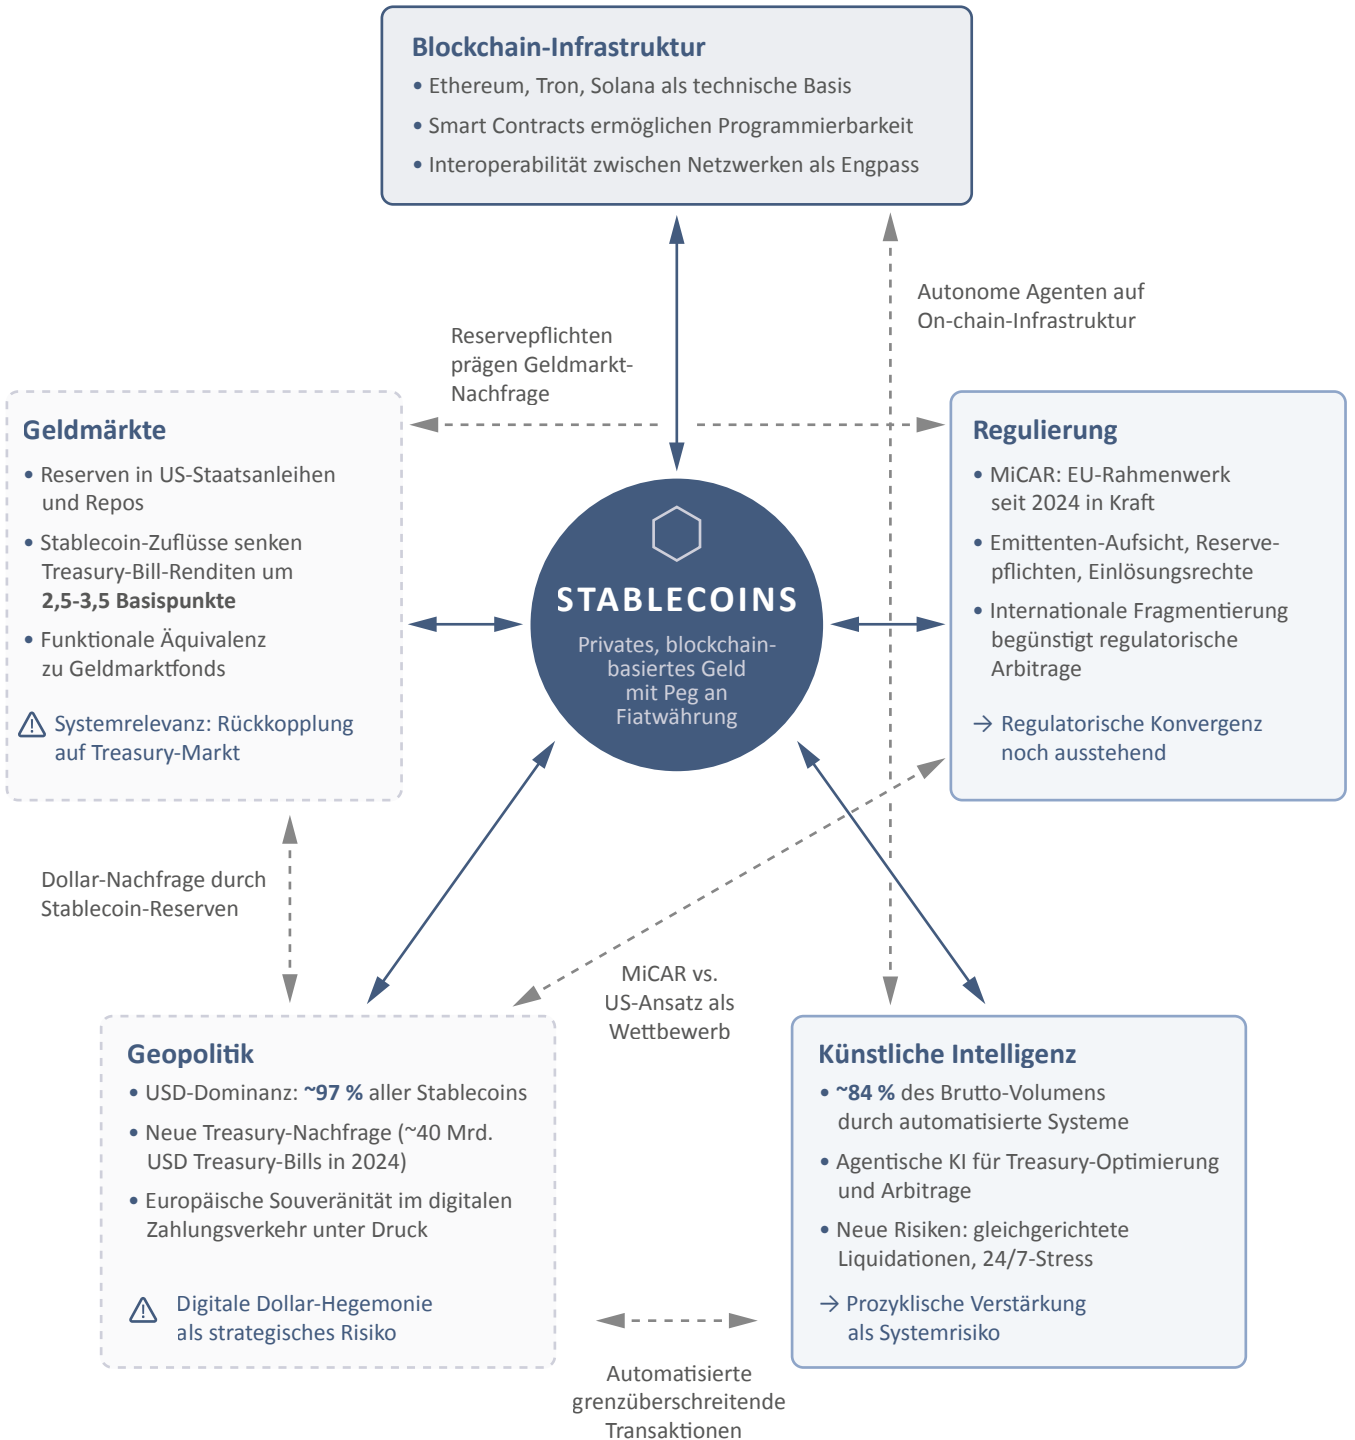 Blockchain-Infrastruktur
• Ethereum, Tron, Solana als technische Basis
• Smart Contracts ermöglichen Programmierbarkeit
• Interoperabilität zwischen Netzwerken als Engpass
Autonome Agenten auf
On-chain-Infrastruktur
Reservepflichten
prägen Geldmarkt-
Nachfrage
Geldmärkte
• Reserven in US-Staatsanleihen
und Repos
• Stablecoin-Zuflüsse senken
Treasury-Bill-Renditen um
2,5-3,5 Basispunkte
• Funktionale Äquivalenz
zu Geldmarktfonds
Systemrelevanz: Rückkopplung
auf Treasury-Markt
STABLECOINS
Privates, blockchain-
basiertes Geld
mit Peg an
Fiatwährung
Regulierung
• MiCAR: EU-Rahmenwerk
seit 2024 in Kraft
• Emittenten-Aufsicht, Reserve-
pflichten, Einlösungsrechte
• Internationale Fragmentierung
begünstigt regulatorische
Arbitrage
→ Regulatorische Konvergenz
noch ausstehend
Dollar-Nachfrage durch
Stablecoin-Reserven
MiCAR vs.
US-Ansatz als
Wettbewerb
Geopolitik
• USD-Dominanz: ~97 % aller Stablecoins
• Neue Treasury-Nachfrage (~40 Mrd.
USD Treasury-Bills in 2024)
• Europäische Souveränität im digitalen
Zahlungsverkehr unter Druck
Digitale Dollar-Hegemonie
als strategisches Risiko
Künstliche Intelligenz
• ~84 % des Brutto-Volumens
durch automatisierte Systeme
• Agentische KI für Treasury-Optimierung
und Arbitrage
• Neue Risiken: gleichgerichtete
Liquidationen, 24/7-Stress
→ Prozyklische Verstärkung
als Systemrisiko
Automatisierte
grenzüberschreitende
Transaktionen